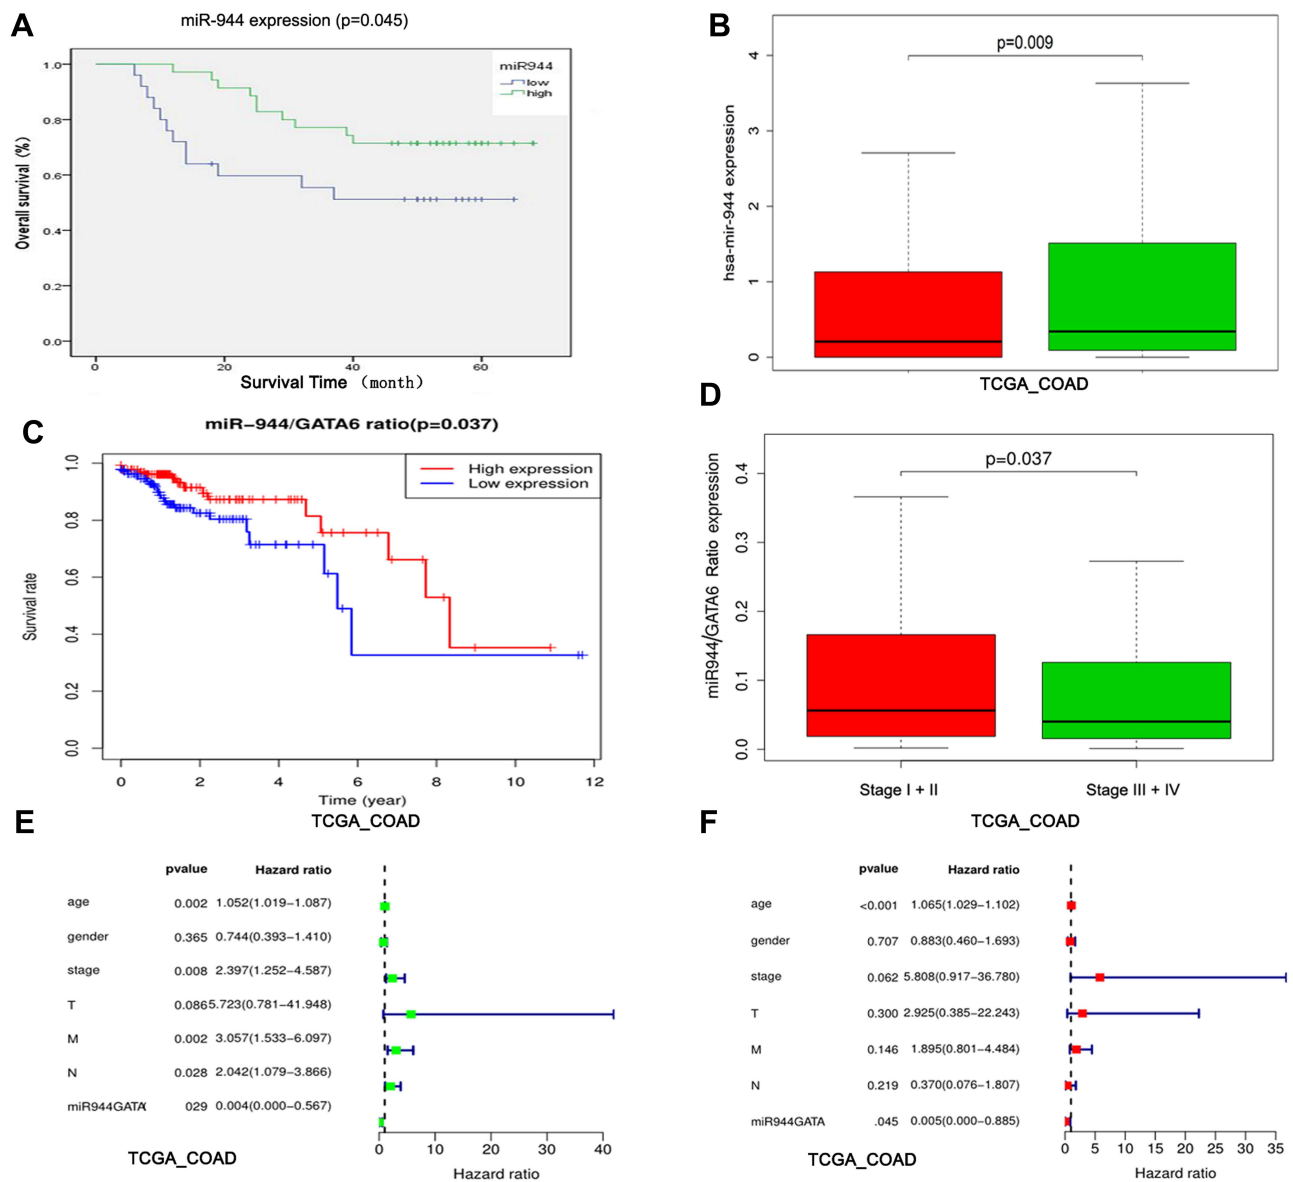 A
miR-944 expression (p=0.045)
miR944
low
high
1.0
0.8
0.6
0.4
0.2
0.0
Overall survival (%)
0 20 40 60
Survival Time (month)
B
p=0.009
hsa-mir-944 expression
4
3
2
1
0
TCGA_COAD
C
miR-944/GATA6 ratio(p=0.037)
High expression
Low expression
Survival rate
1.0
0.8
0.6
0.4
0.2
0.0
0 2 4 6 8 10 12
Time (year)
TCGA_COAD
D
p=0.037
miR944/GATA6 Ratio expression
0.4
0.3
0.2
0.1
0.0
Stage I + II Stage III + IV
TCGA_COAD
E
pvalue Hazard ratio
age 0.002 1.052(1.019-1.087)
gender 0.365 0.744(0.393-1.410)
stage 0.008 2.397(1.252-4.587)
T 0.086 5.723(0.781-41.948)
M 0.002 3.057(1.533-6.097)
N 0.028 2.042(1.079-3.866)
miR944GATA 029 0.004(0.000-0.567)
0 10 20 30 40
Hazard ratio
TCGA_COAD
F
pvalue Hazard ratio
age <0.001 1.065(1.029-1.102)
gender 0.707 0.883(0.460-1.693)
stage 0.062 5.808(0.917-36.780)
T 0.300 2.925(0.385-22.243)
M 0.146 1.895(0.801-4.484)
N 0.219 0.370(0.076-1.807)
miR944GATA .045 0.005(0.000-0.885)
0 5 10 15 20 25 30 35
Hazard ratio
TCGA_COAD